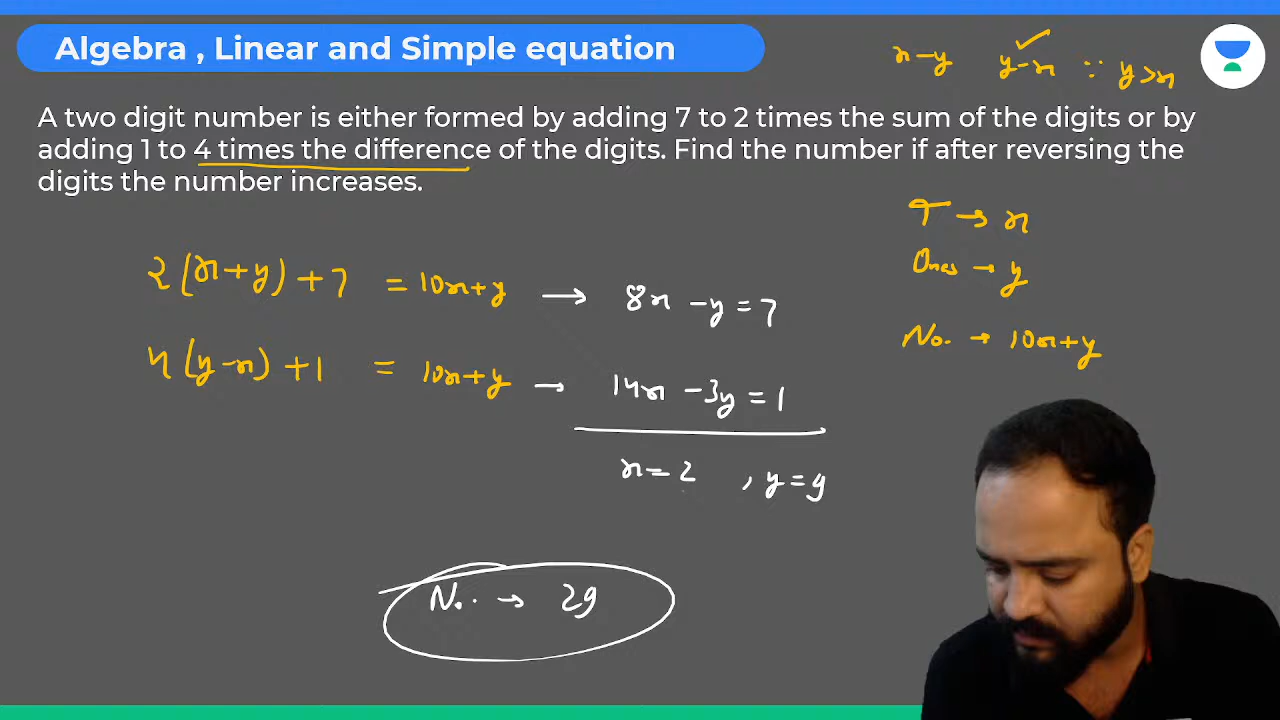 Algebra , Linear and Simple equation
x-y y-x ∵ y>x
A two digit number is either formed by adding 7 to 2 times the sum of the digits or by
adding 1 to 4 times the difference of the digits. Find the number if after reversing the
digits the number increases.
T → x
Ones → y
No. → 10x+y
2(x+y)+7 = 10x+y → 8x-y=7
4(y-x)+1 = 10x+y → 14x-3y=1
x=2 , y=9
No. → 29